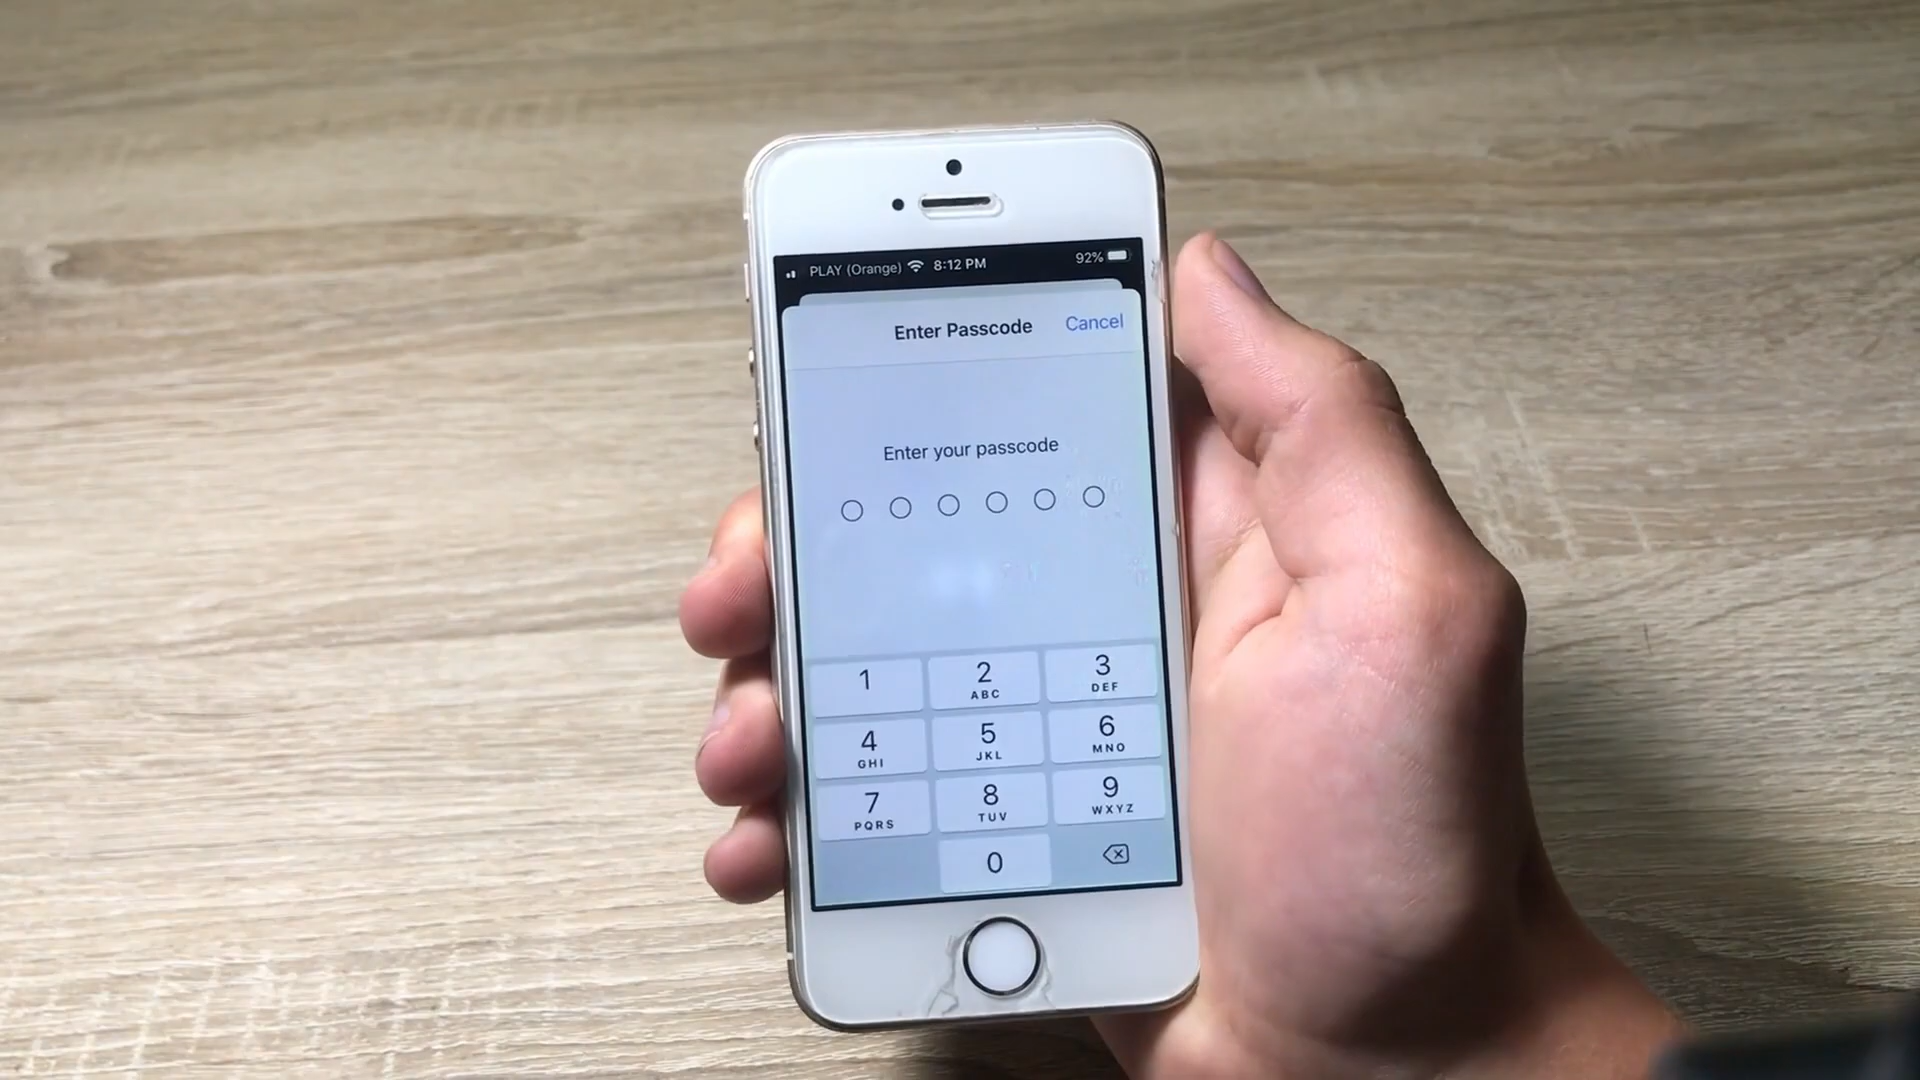 PLAY (Orange) 8:12 PM 92%
Enter Passcode Cancel
Enter your passcode
1 2 3
ABC DEF
4 5 6
GHI JKL MNO
7 8 9
PQRS TUV WXYZ
0